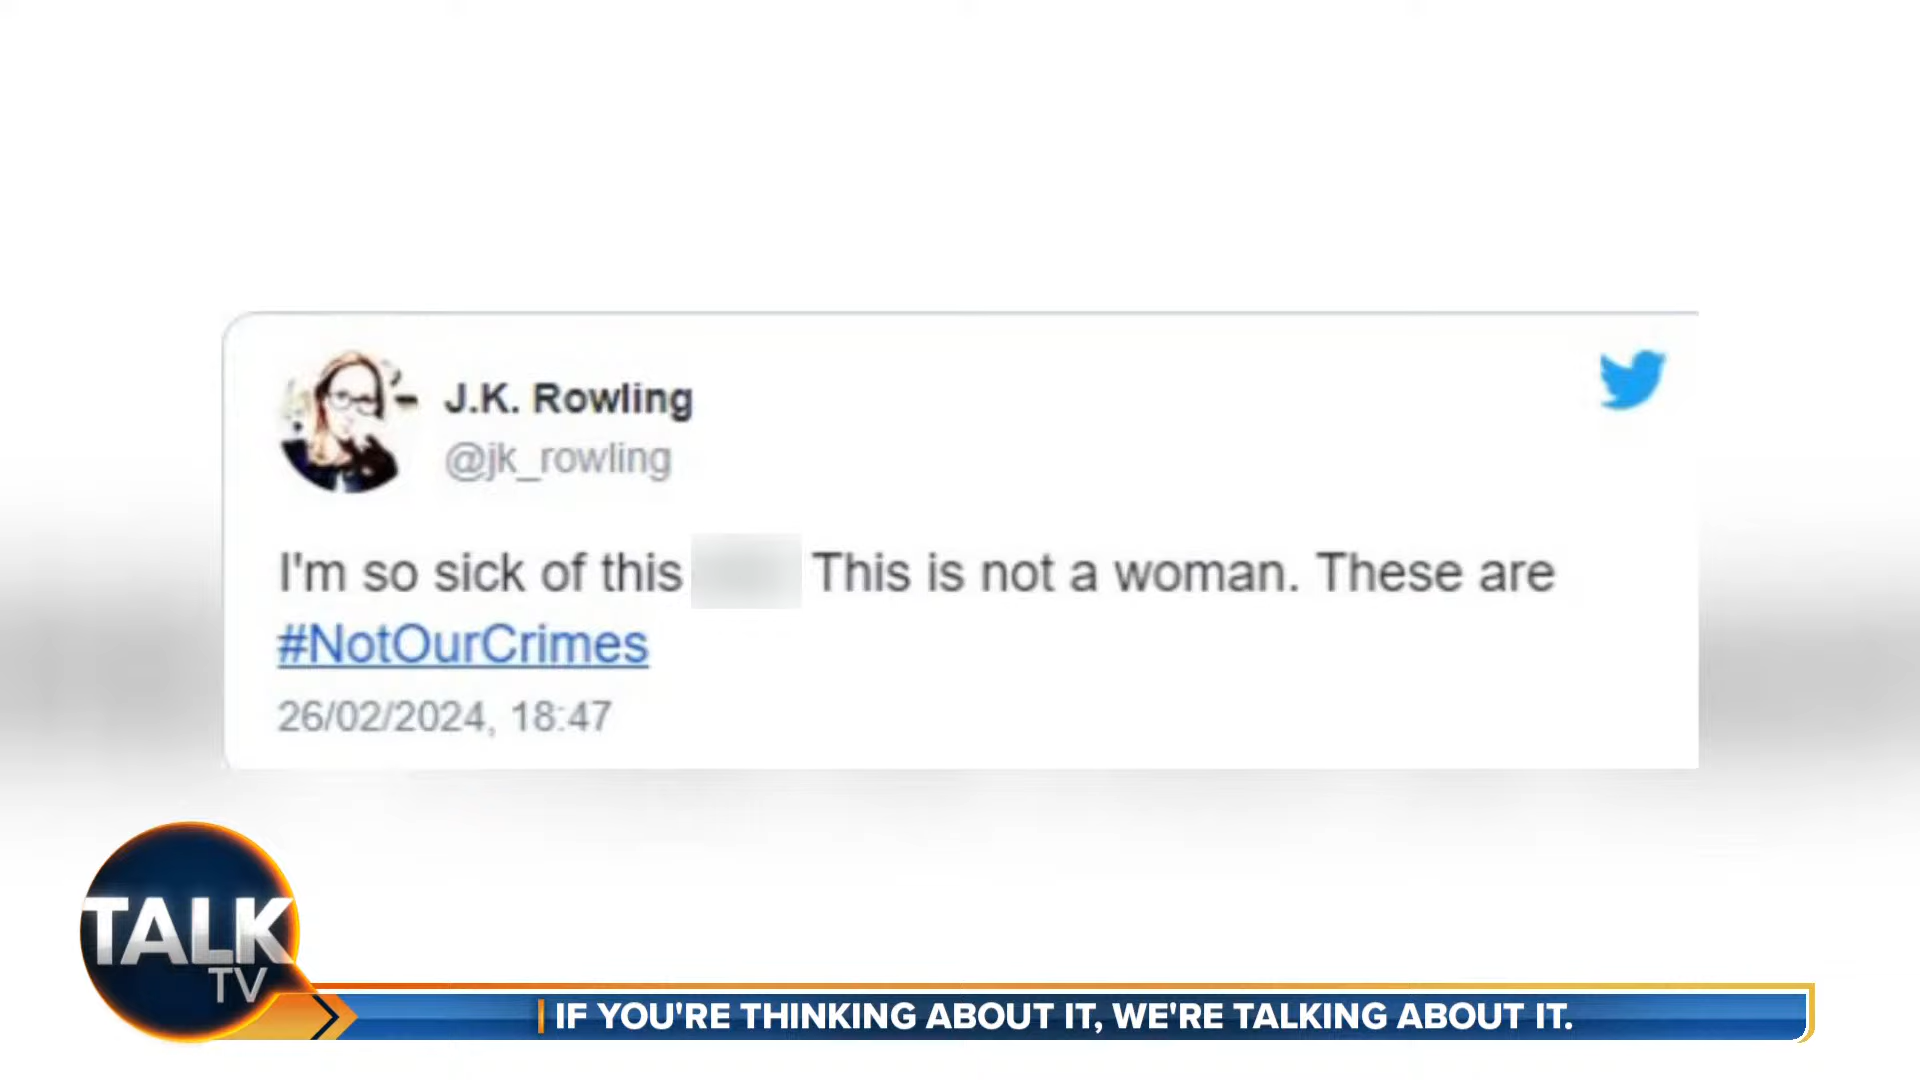 J.K. Rowling
@jk_rowling
I'm so sick of this This is not a woman. These are
#NotOurCrimes
26/02/2024, 18:47
TALK
TV
IF YOU'RE THINKING ABOUT IT, WE'RE TALKING ABOUT IT.